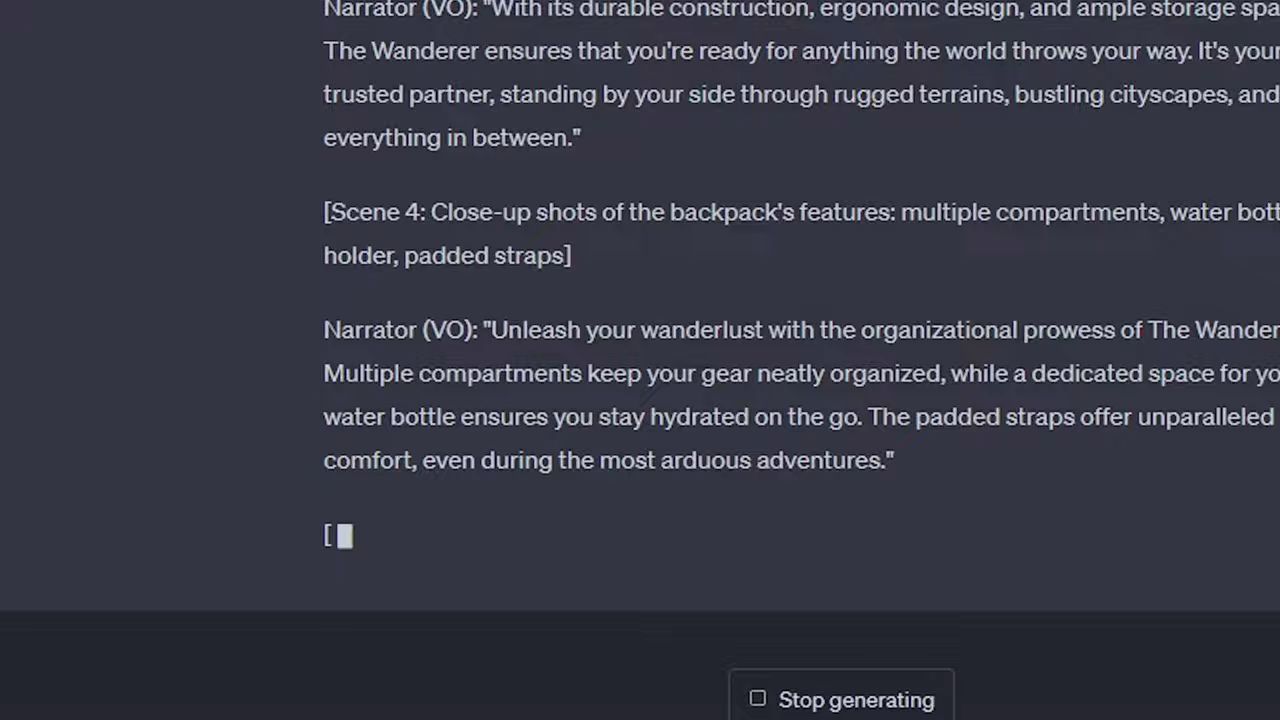 Narrator (VO): "With its durable construction, ergonomic design, and ample storage spa
The Wanderer ensures that you're ready for anything the world throws your way. It's your
trusted partner, standing by your side through rugged terrains, bustling cityscapes, and
everything in between."
[Scene 4: Close-up shots of the backpack's features: multiple compartments, water bott
holder, padded straps]
Narrator (VO): "Unleash your wanderlust with the organizational prowess of The Wander
Multiple compartments keep your gear neatly organized, while a dedicated space for yo
water bottle ensures you stay hydrated on the go. The padded straps offer unparalleled
comfort, even during the most arduous adventures."
[
Stop generating